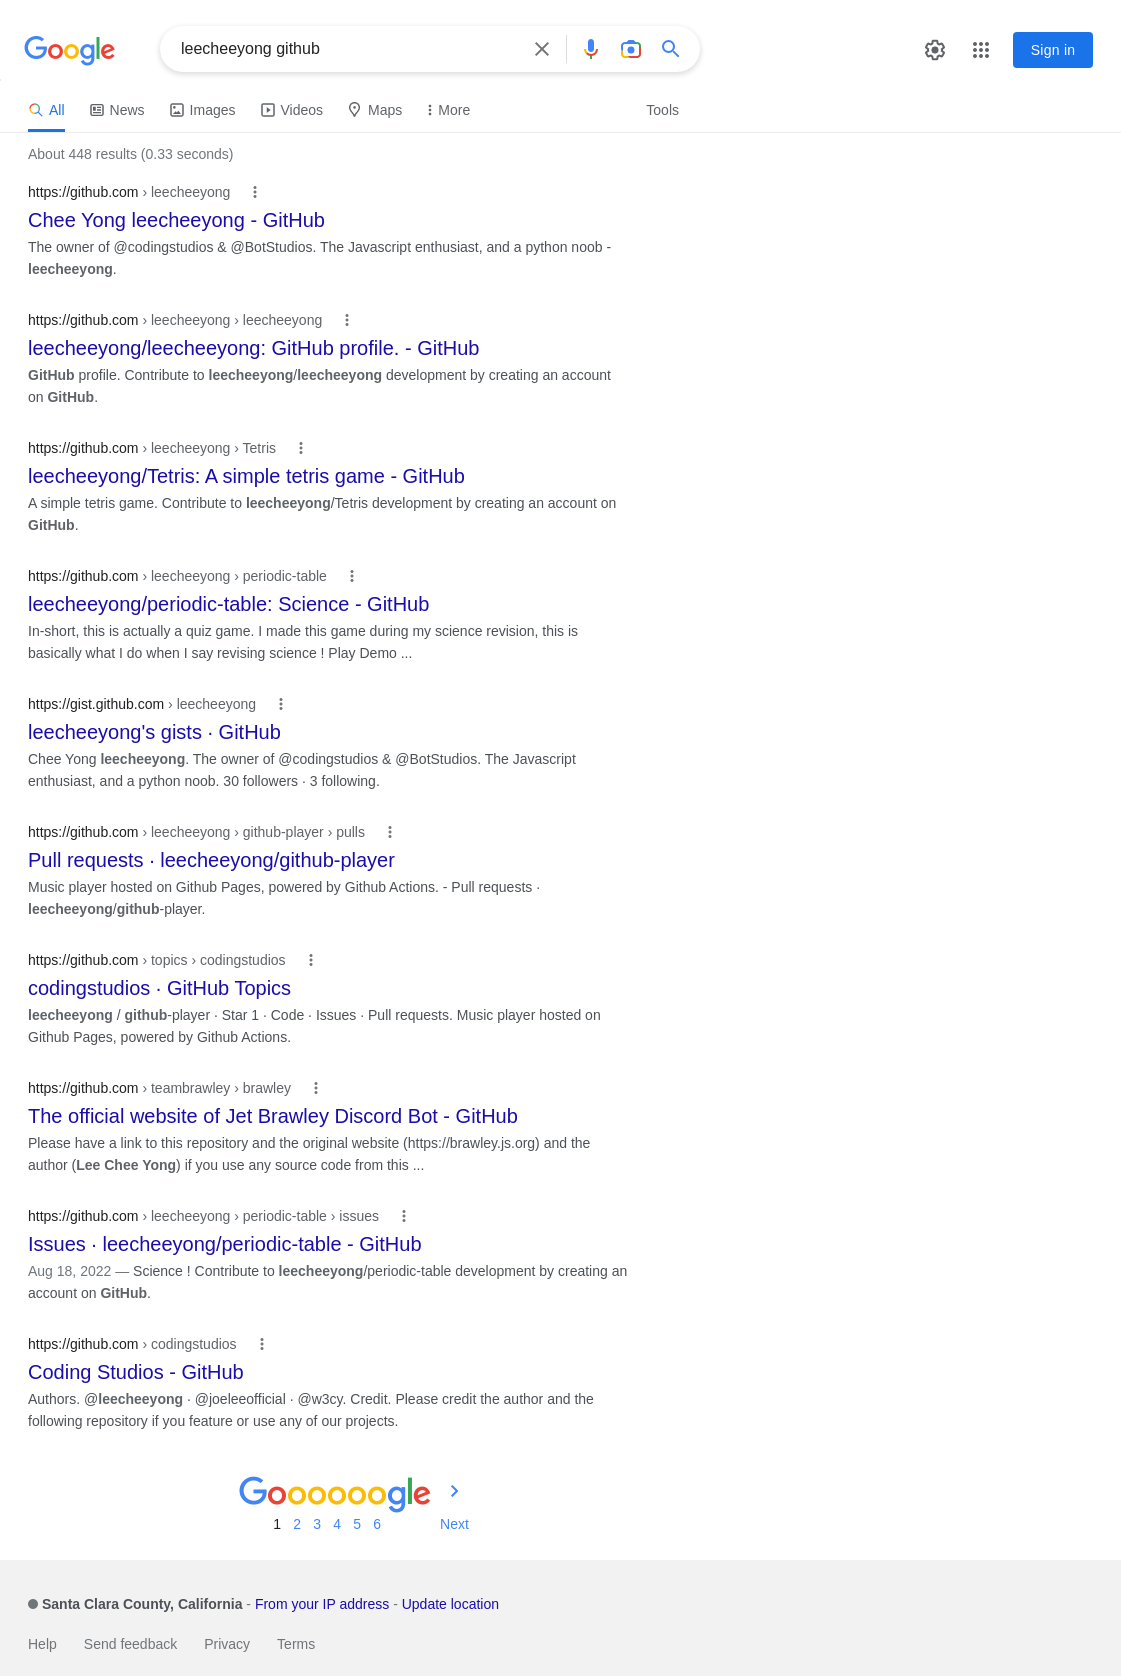 Google
leecheeyong github
Sign in
All News Images Videos Maps More Tools
About 448 results (0.33 seconds)
https://github.com › leecheeyong
Chee Yong leecheeyong - GitHub
The owner of @codingstudios & @BotStudios. The Javascript enthusiast, and a python noob -
leecheeyong.
https://github.com › leecheeyong › leecheeyong
leecheeyong/leecheeyong: GitHub profile. - GitHub
GitHub profile. Contribute to leecheeyong/leecheeyong development by creating an account
on GitHub.
https://github.com › leecheeyong › Tetris
leecheeyong/Tetris: A simple tetris game - GitHub
A simple tetris game. Contribute to leecheeyong/Tetris development by creating an account on
GitHub.
https://github.com › leecheeyong › periodic-table
leecheeyong/periodic-table: Science - GitHub
In-short, this is actually a quiz game. I made this game during my science revision, this is
basically what I do when I say revising science ! Play Demo ...
https://gist.github.com › leecheeyong
leecheeyong's gists · GitHub
Chee Yong leecheeyong. The owner of @codingstudios & @BotStudios. The Javascript
enthusiast, and a python noob. 30 followers · 3 following.
https://github.com › leecheeyong › github-player › pulls
Pull requests · leecheeyong/github-player
Music player hosted on Github Pages, powered by Github Actions. - Pull requests ·
leecheeyong/github-player.
https://github.com › topics › codingstudios
codingstudios · GitHub Topics
leecheeyong / github-player · Star 1 · Code · Issues · Pull requests. Music player hosted on
Github Pages, powered by Github Actions.
https://github.com › teambrawley › brawley
The official website of Jet Brawley Discord Bot - GitHub
Please have a link to this repository and the original website (https://brawley.js.org) and the
author (Lee Chee Yong) if you use any source code from this ...
https://github.com › leecheeyong › periodic-table › issues
Issues · leecheeyong/periodic-table - GitHub
Aug 18, 2022 — Science ! Contribute to leecheeyong/periodic-table development by creating an
account on GitHub.
https://github.com › codingstudios
Coding Studios - GitHub
Authors. @leecheeyong · @joeleeofficial · @w3cy. Credit. Please credit the author and the
following repository if you feature or use any of our projects.
Goooooogle
1 2 3 4 5 6 Next
Santa Clara County, California - From your IP address - Update location
Help Send feedback Privacy Terms